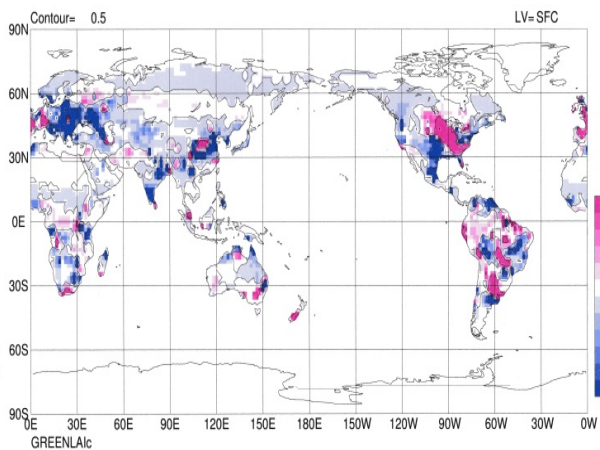 Contour= 0.5 LV= SFC
90N
60N
30N
0E
30S
60S
90S
0E 30E 60E 90E 120E 150E 180E 150W 120W 90W 60W 30W 0W
GREENLAIc